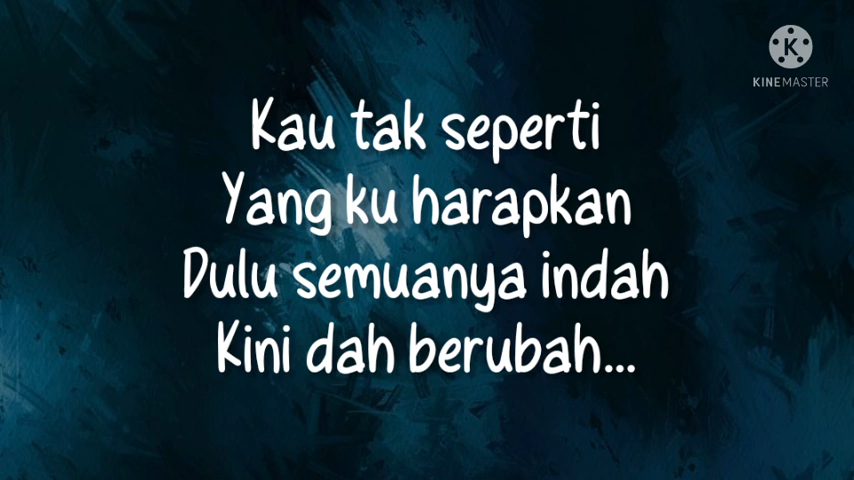 KINEMASTER
Kau tak seperti
Yang ku harapkan
Dulu semuanya indah
Kini dah berubah...